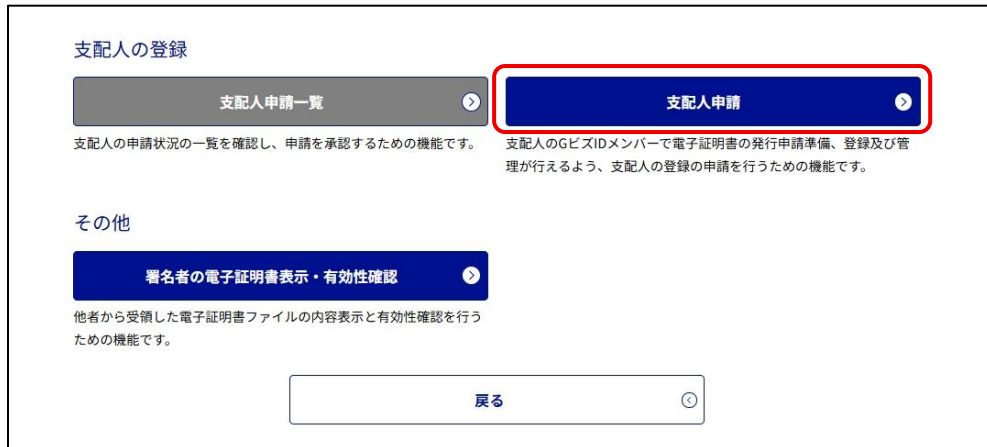 支配人の登録
支配人申請一覧
支配人申請
支配人の申請状況の一覧を確認し、申請を承認するための機能です。
支配人のGビズIDメンバーで電子証明書の発行申請準備、登録及び管
理が行えるよう、支配人の登録の申請を行うための機能です。
その他
署名者の電子証明書表示・有効性確認
他者から受領した電子証明書ファイルの内容表示と有効性確認を行う
ための機能です。
戻る